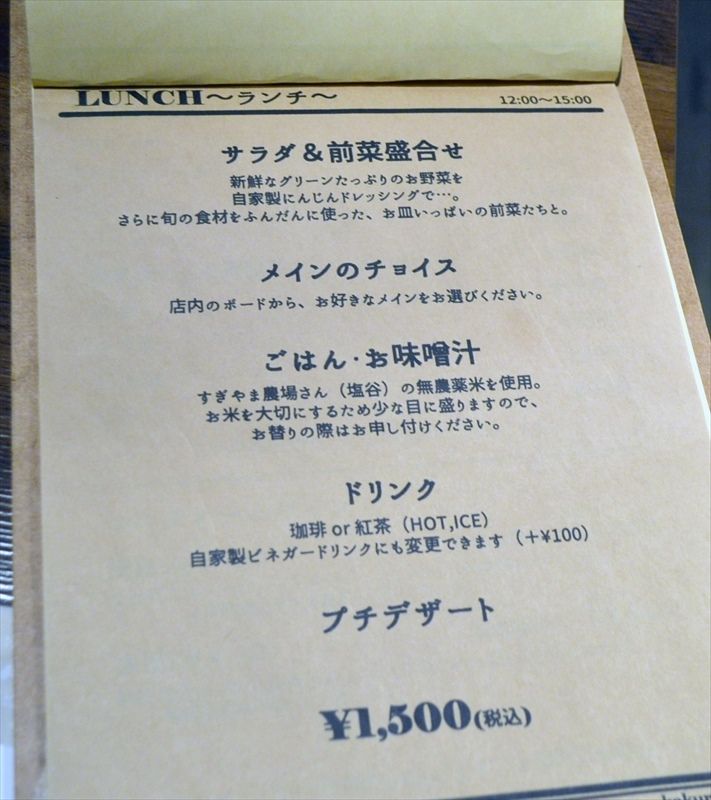 LUNCH〜ランチ〜 12:00〜15:00
サラダ＆前菜盛合せ
新鮮なグリーンたっぷりのお野菜を
自家製にんじんドレッシングで…。
さらに旬の食材をふんだんに使った、お皿いっぱいの前菜たちと。
メインのチョイス
店内のボードから、お好きなメインをお選びください。
ごはん・お味噌汁
すぎやま農場さん（塩谷）の無農薬米を使用。
お米を大切にするため少な目に盛りますので、
お替りの際はお申し付けください。
ドリンク
珈琲 or 紅茶（HOT,ICE）
自家製ビネガードリンクにも変更できます（＋¥100）
プチデザート
¥1,500(税込)